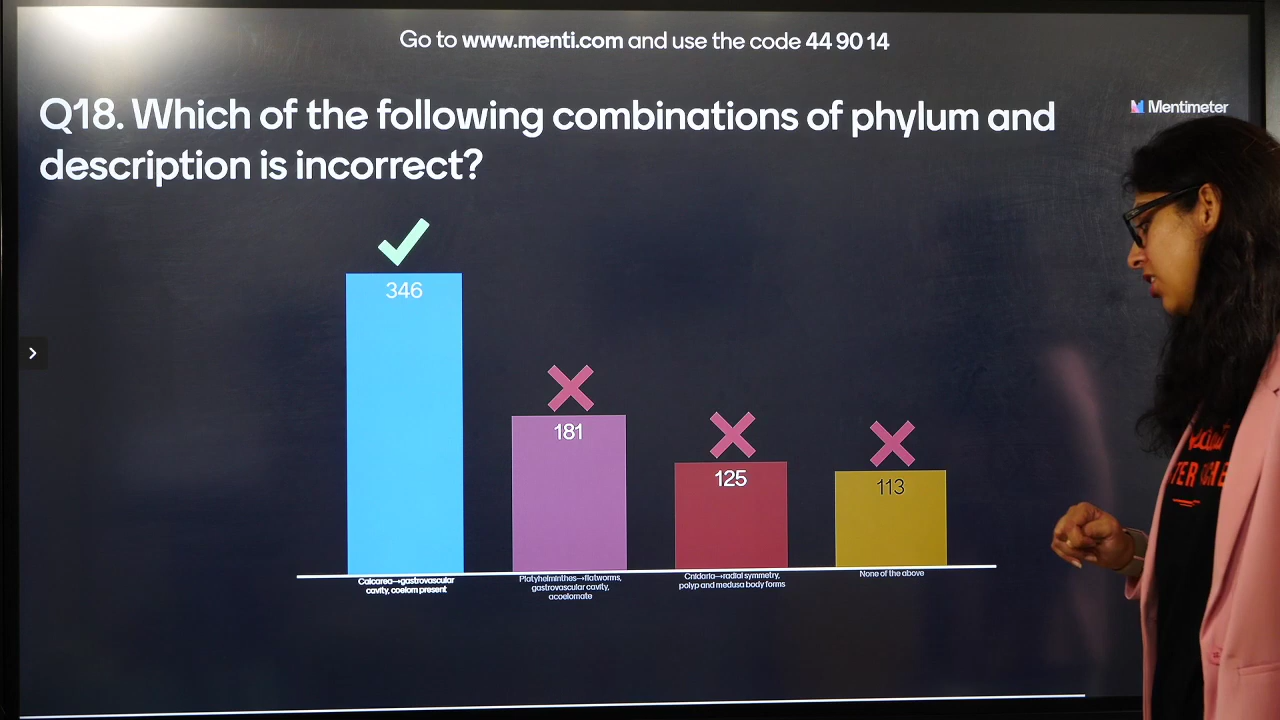 Go to www.menti.com and use the code 44 90 14
Q18. Which of the following combinations of phylum and
description is incorrect?
Mentimeter
346
181
125
113
Calcarea→gastrovascular
cavity, coelom present
Platyhelminthes→flatworms,
gastrovascular cavity,
acoelomate
Cnidaria→radial symmetry,
polyp and medusa body forms
None of the above